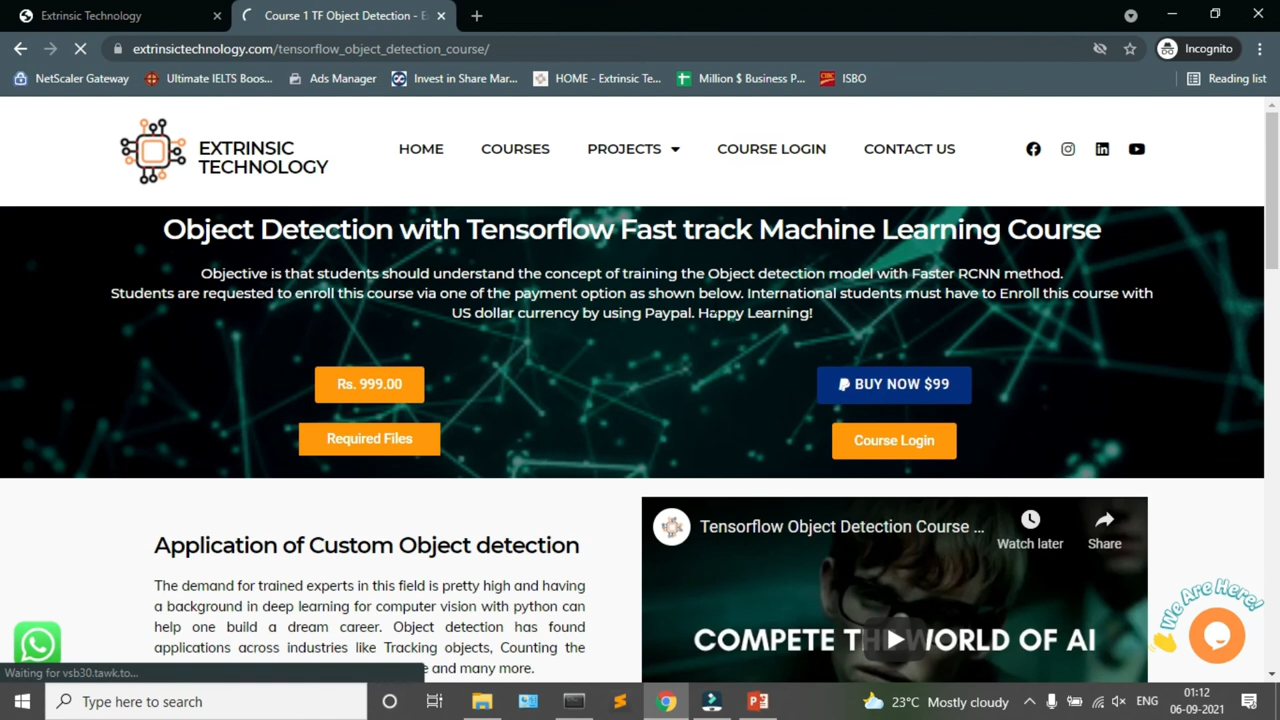 Extrinsic Technology
Course 1 TF Object Detection - E
extrinsictechnology.com/tensorflow_object_detection_course/
Incognito
NetScaler Gateway
Ultimate IELTS Boos...
Ads Manager
Invest in Share Mar...
HOME - Extrinsic Te...
Million $ Business P...
CIBC
ISBO
Reading list
EXTRINSIC
TECHNOLOGY
HOME
COURSES
PROJECTS
COURSE LOGIN
CONTACT US
Object Detection with Tensorflow Fast track Machine Learning Course
Objective is that students should understand the concept of training the Object detection model with Faster RCNN method.
Students are requested to enroll this course via one of the payment option as shown below. International students must have to Enroll this course with
US dollar currency by using Paypal. Happy Learning!
Rs. 999.00
BUY NOW $99
Required Files
Course Login
Application of Custom Object detection
The demand for trained experts in this field is pretty high and having
a background in deep learning for computer vision with python can
help one build a dream career. Object detection has found
applications across industries like Tracking objects, Counting the
e and many more.
Tensorflow Object Detection Course ...
Watch later
Share
COMPETE THE WORLD OF AI
We Are Here!
Waiting for vsb30.tawk.to...
Type here to search
23°C Mostly cloudy
ENG
01:12
06-09-2021